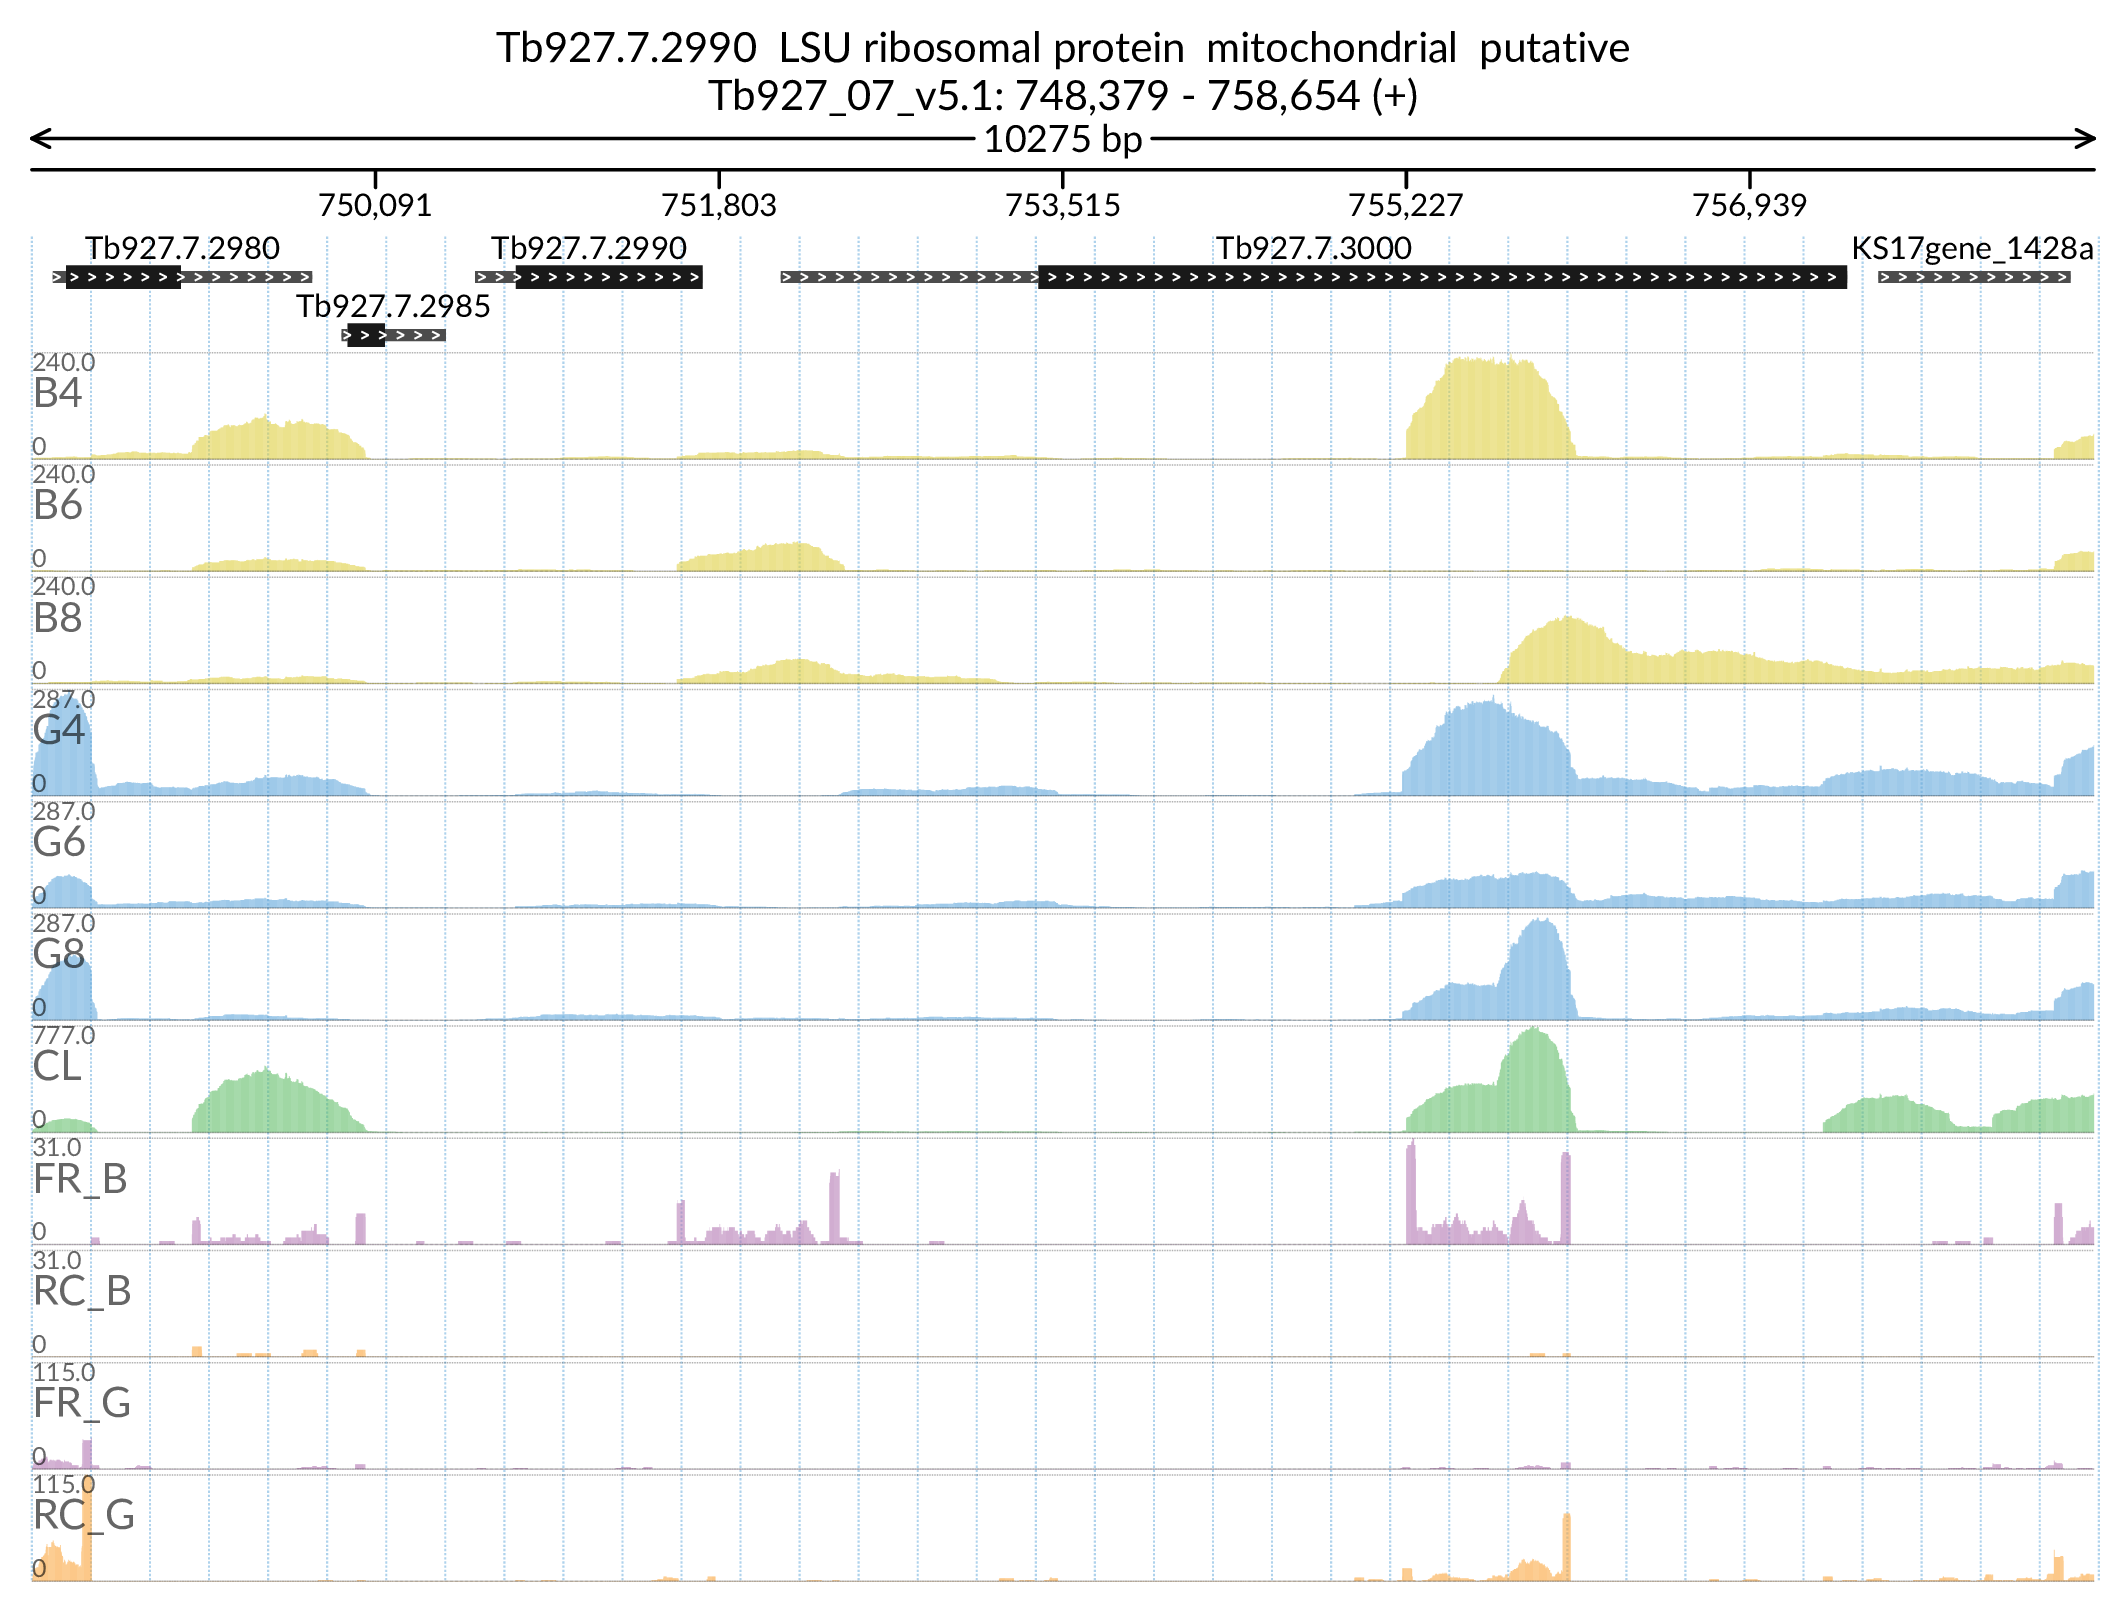 Tb927.7.2990 LSU ribosomal protein mitochondrial putative
Tb927_07_v5.1: 748,379 - 758,654 (+)
10275 bp
750,091 751,803 753,515 755,227 756,939
Tb927.7.2980 Tb927.7.2990 Tb927.7.3000 KS17gene_1428a
Tb927.7.2985
240.0
B4
0
240.0
B6
0
240.0
B8
0
287.0
G4
0
287.0
G6
0
287.0
G8
0
777.0
CL
0
31.0
FR_B
0
31.0
RC_B
0
115.0
FR_G
0
115.0
RC_G
0